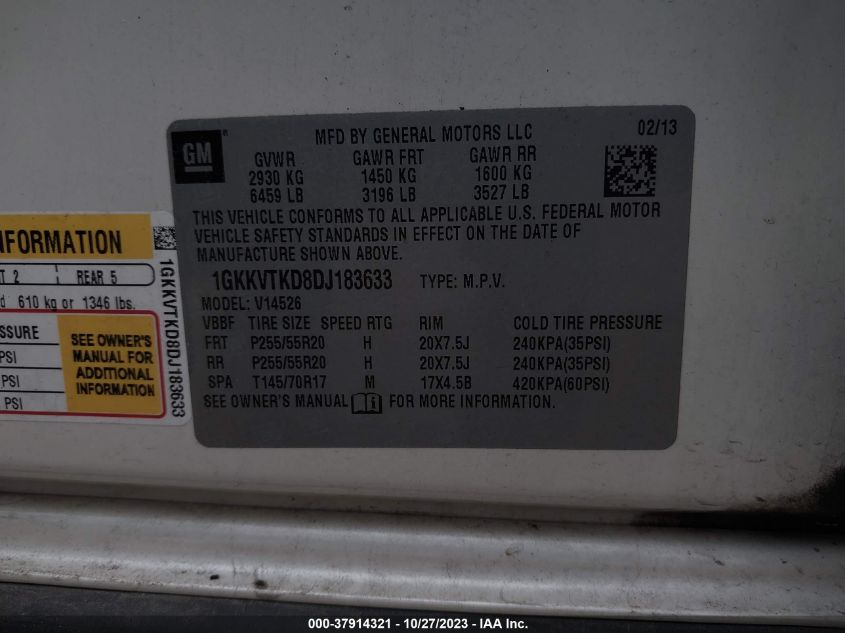 GM
MFD BY GENERAL MOTORS LLC
02/13
GVWR GAWR FRT GAWR RR
2930 KG 1450 KG 1600 KG
6459 LB 3196 LB 3527 LB
THIS VEHICLE CONFORMS TO ALL APPLICABLE U.S. FEDERAL MOTOR
VEHICLE SAFETY STANDARDS IN EFFECT ON THE DATE OF
MANUFACTURE SHOWN ABOVE.
1GKKVTKD8DJ183633 TYPE: M.P.V.
MODEL: V14526
VBBF TIRE SIZE SPEED RTG RIM COLD TIRE PRESSURE
FRT P255/55R20 H 20X7.5J 240KPA(35PSI)
RR P255/55R20 H 20X7.5J 240KPA(35PSI)
SPA T145/70R17 M 17X4.5B 420KPA(60PSI)
SEE OWNER'S MANUAL FOR MORE INFORMATION.
NFORMATION
T 2 REAR 5
d 610 kg or 1346 lbs.
SSURE
PSI
PSI
PSI
SEE OWNER'S
MANUAL FOR
ADDITIONAL
INFORMATION
1GKKVTKD8DJ183633
000-37914321 - 10/27/2023 - IAA Inc.